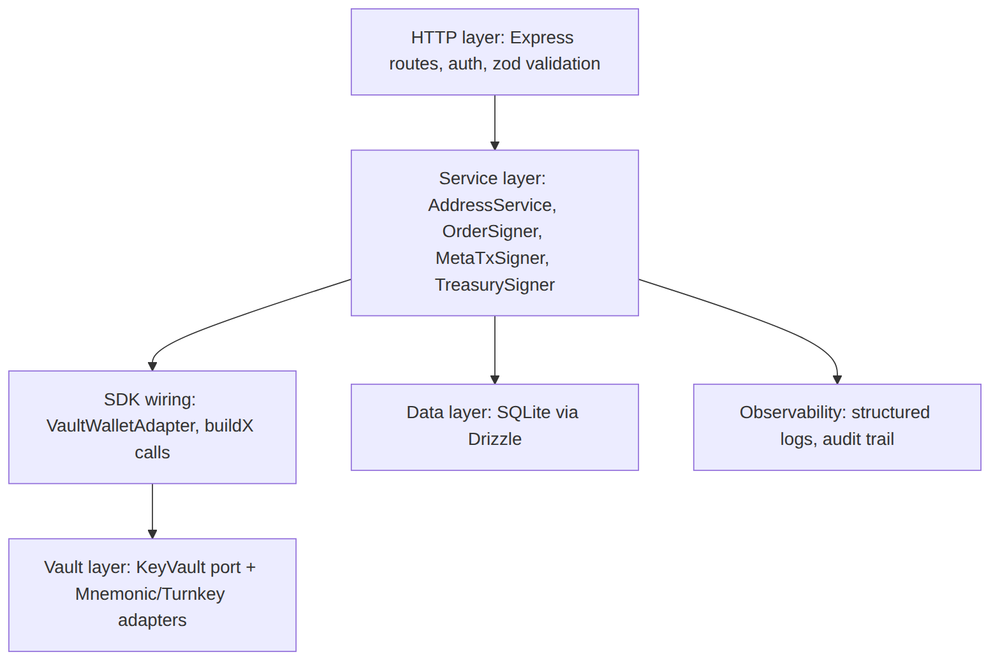 HTTP layer: Express
routes, auth, zod validation
Service layer:
AddressService,
OrderSigner,
MetaTxSigner,
TreasurySigner
SDK wiring:
VaultWalletAdapter, buildX
calls
Data layer: SQLite via
Drizzle
Observability: structured
logs, audit trail
Vault layer: KeyVault port +
Mnemonic/Turnkey
adapters